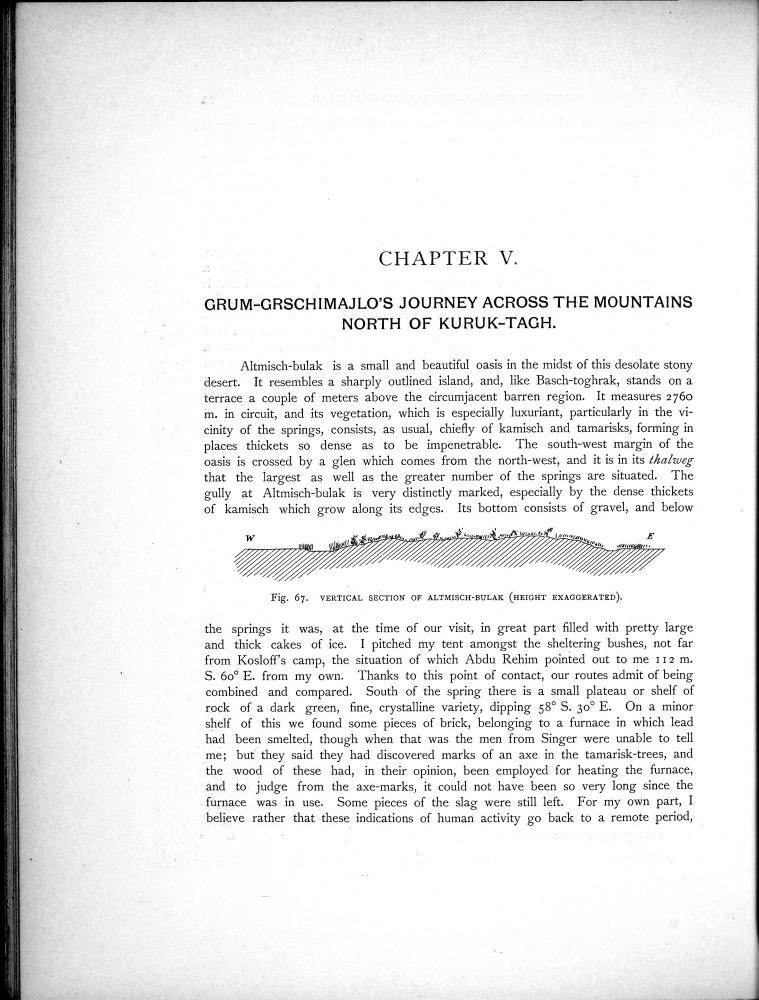 CHAPTER V.
GRUM-GRSCHIMAJLO'S JOURNEY ACROSS THE MOUNTAINS
NORTH OF KURUK-TAGH.
Altmisch-bulak is a small and beautiful oasis in the midst of this desolate stony
desert. It resembles a sharply outlined island, and, like Basch-toghrak, stands on a
terrace a couple of meters above the circumjacent barren region. It measures 2760
m. in circuit, and its vegetation, which is especially luxuriant, particularly in the vi-
cinity of the springs, consists, as usual, chiefly of kamisch and tamarisks, forming in
places thickets so dense as to be impenetrable. The south-west margin of the
oasis is crossed by a glen which comes from the north-west, and it is in its thalweg
that the largest as well as the greater number of the springs are situated. The
gully at Altmisch-bulak is very distinctly marked, especially by the dense thickets
of kamisch which grow along its edges. Its bottom consists of gravel, and below
W
E
Fig. 67. VERTICAL SECTION OF ALTMISCH-BULAK (HEIGHT EXAGGERATED).
the springs it was, at the time of our visit, in great part filled with pretty large
and thick cakes of ice. I pitched my tent amongst the sheltering bushes, not far
from Kosloff's camp, the situation of which Abdu Rehim pointed out to me 112 m.
S. 60° E. from my own. Thanks to this point of contact, our routes admit of being
combined and compared. South of the spring there is a small plateau or shelf of
rock of a dark green, fine, crystalline variety, dipping 58° S. 30° E. On a minor
shelf of this we found some pieces of brick, belonging to a furnace in which lead
had been smelted, though when that was the men from Singer were unable to tell
me; but they said they had discovered marks of an axe in the tamarisk-trees, and
the wood of these had, in their opinion, been employed for heating the furnace,
and to judge from the axe-marks, it could not have been so very long since the
furnace was in use. Some pieces of the slag were still left. For my own part, I
believe rather that these indications of human activity go back to a remote period,